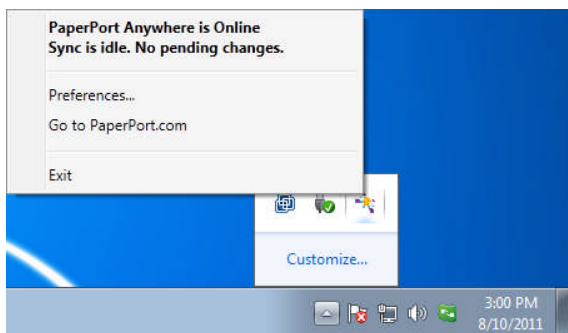 PaperPort Anywhere is Online
Sync is idle. No pending changes.
Preferences...
Go to PaperPort.com
Exit
Customize...
3:00 PM
8/10/2011